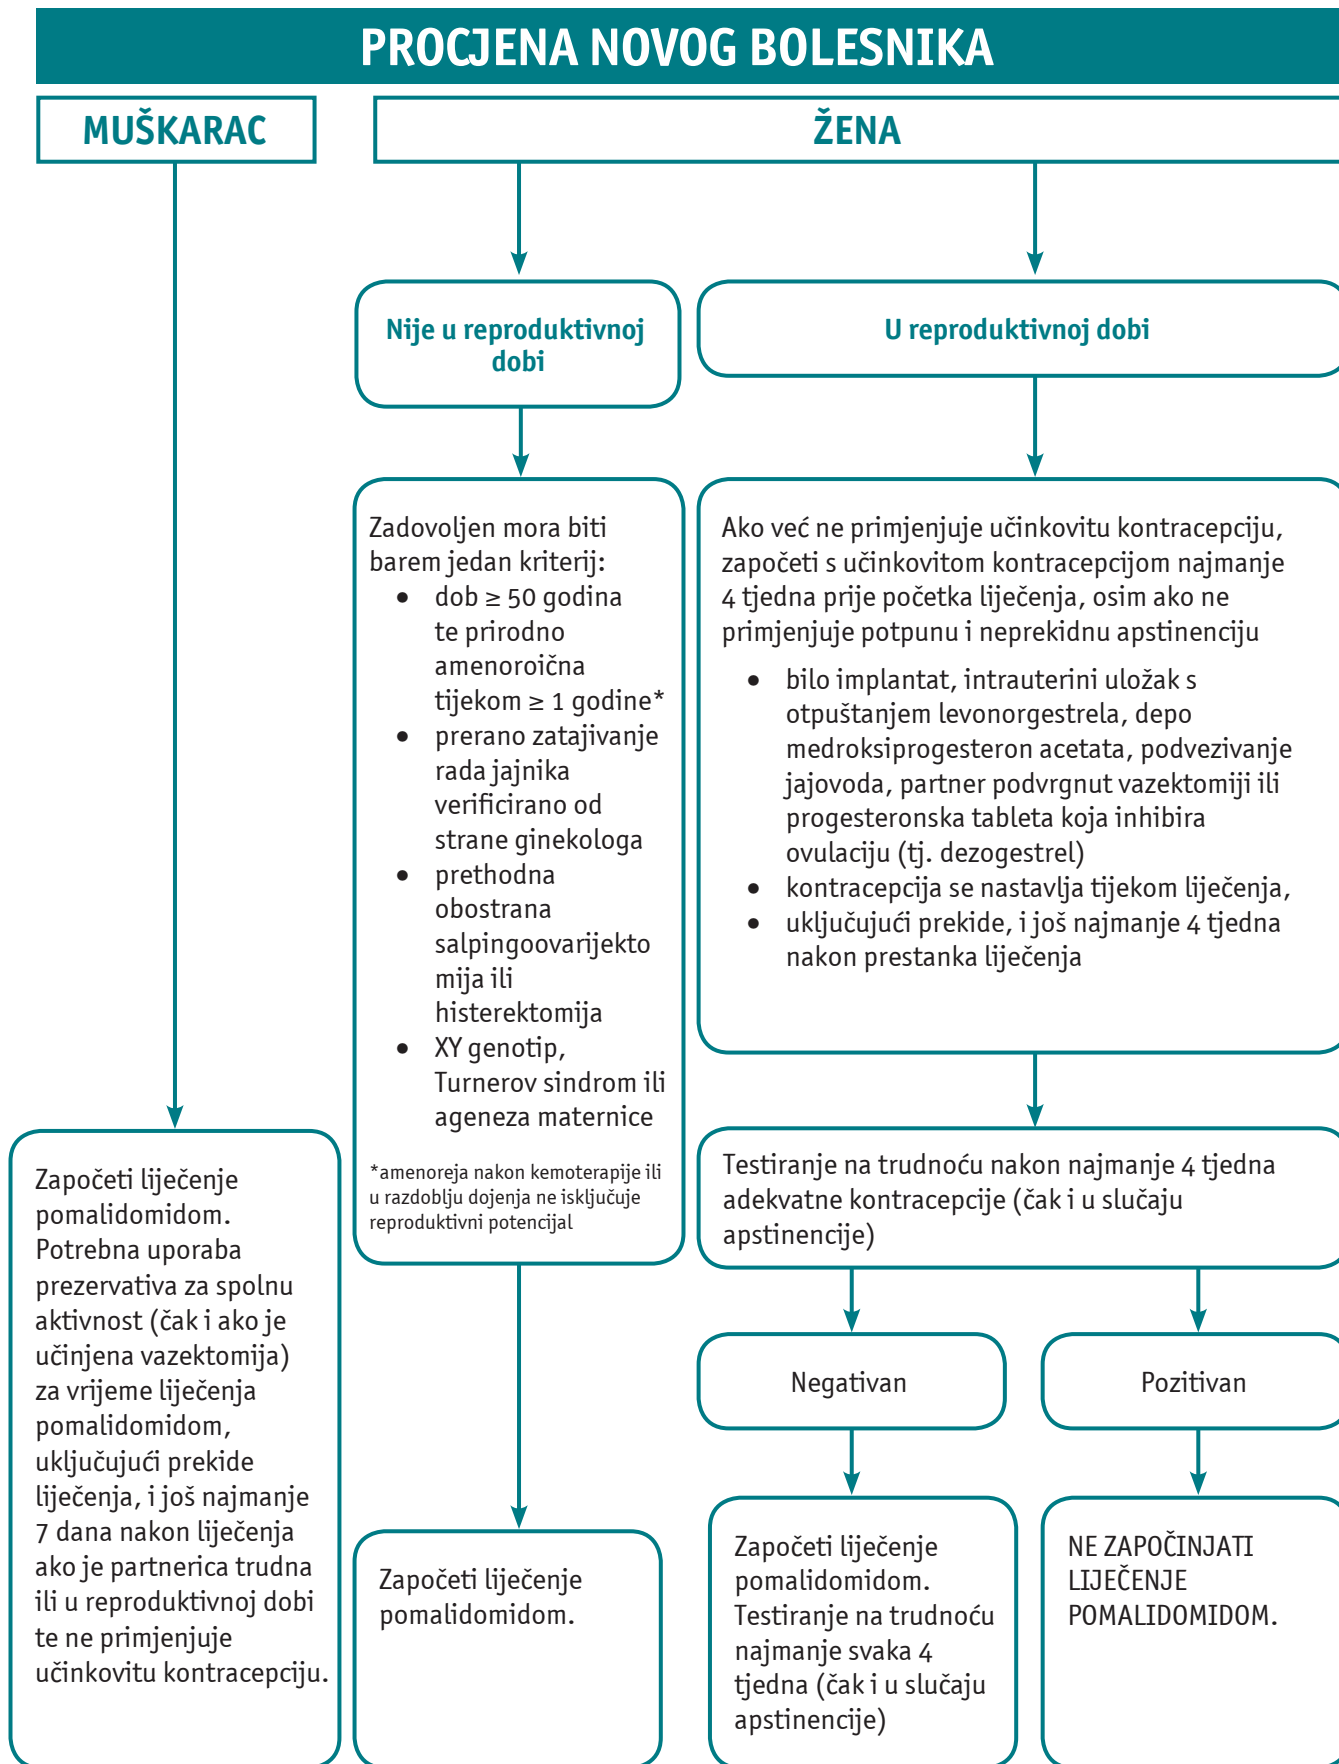 PROCJENA NOVOG BOLESNIKA
MUŠKARAC
ŽENA
Nije u reproduktivnoj
dobi
U reproduktivnoj dobi
Zadovoljen mora biti
barem jedan kriterij:
• dob ≥ 50 godina
te prirodno
amenoroična
tijekom ≥ 1 godine*
• prerano zatajivanje
rada jajnika
verificirano od
strane ginekologa
• prethodna
obostrana
salpingoovarijekto
mija ili
histerektomija
• XY genotip,
Turnerov sindrom ili
ageneza maternice
*amenoreja nakon kemoterapije ili
u razdoblju dojenja ne isključuje
reproduktivni potencijal
Ako već ne primjenjuje učinkovitu kontracepciju,
započeti s učinkovitom kontracepcijom najmanje
4 tjedna prije početka liječenja, osim ako ne
primjenjuje potpunu i neprekidnu apstinenciju
• bilo implantat, intrauterini uložak s
otpuštanjem levonorgestrela, depo
medroksiprogesteron acetata, podvezivanje
jajovoda, partner podvrgnut vazektomiji ili
progesteronska tableta koja inhibira
ovulaciju (tj. dezogestrel)
• kontracepcija se nastavlja tijekom liječenja,
• uključujući prekide, i još najmanje 4 tjedna
nakon prestanka liječenja
Testiranje na trudnoću nakon najmanje 4 tjedna
adekvatne kontracepcije (čak i u slučaju
apstinencije)
Negativan
Pozitivan
Započeti liječenje
pomalidomidom.
Potrebna uporaba
prezervativa za spolnu
aktivnost (čak i ako je
učinjena vazektomija)
za vrijeme liječenja
pomalidomidom,
uključujući prekide
liječenja, i još najmanje
7 dana nakon liječenja
ako je partnerica trudna
ili u reproduktivnoj dobi
te ne primjenjuje
učinkovitu kontracepciju.
Započeti liječenje
pomalidomidom.
Započeti liječenje
pomalidomidom.
Testiranje na trudnoću
najmanje svaka 4
tjedna (čak i u slučaju
apstinencije)
NE ZAPOČINJATI
LIJEČENJE
POMALIDOMIDOM.